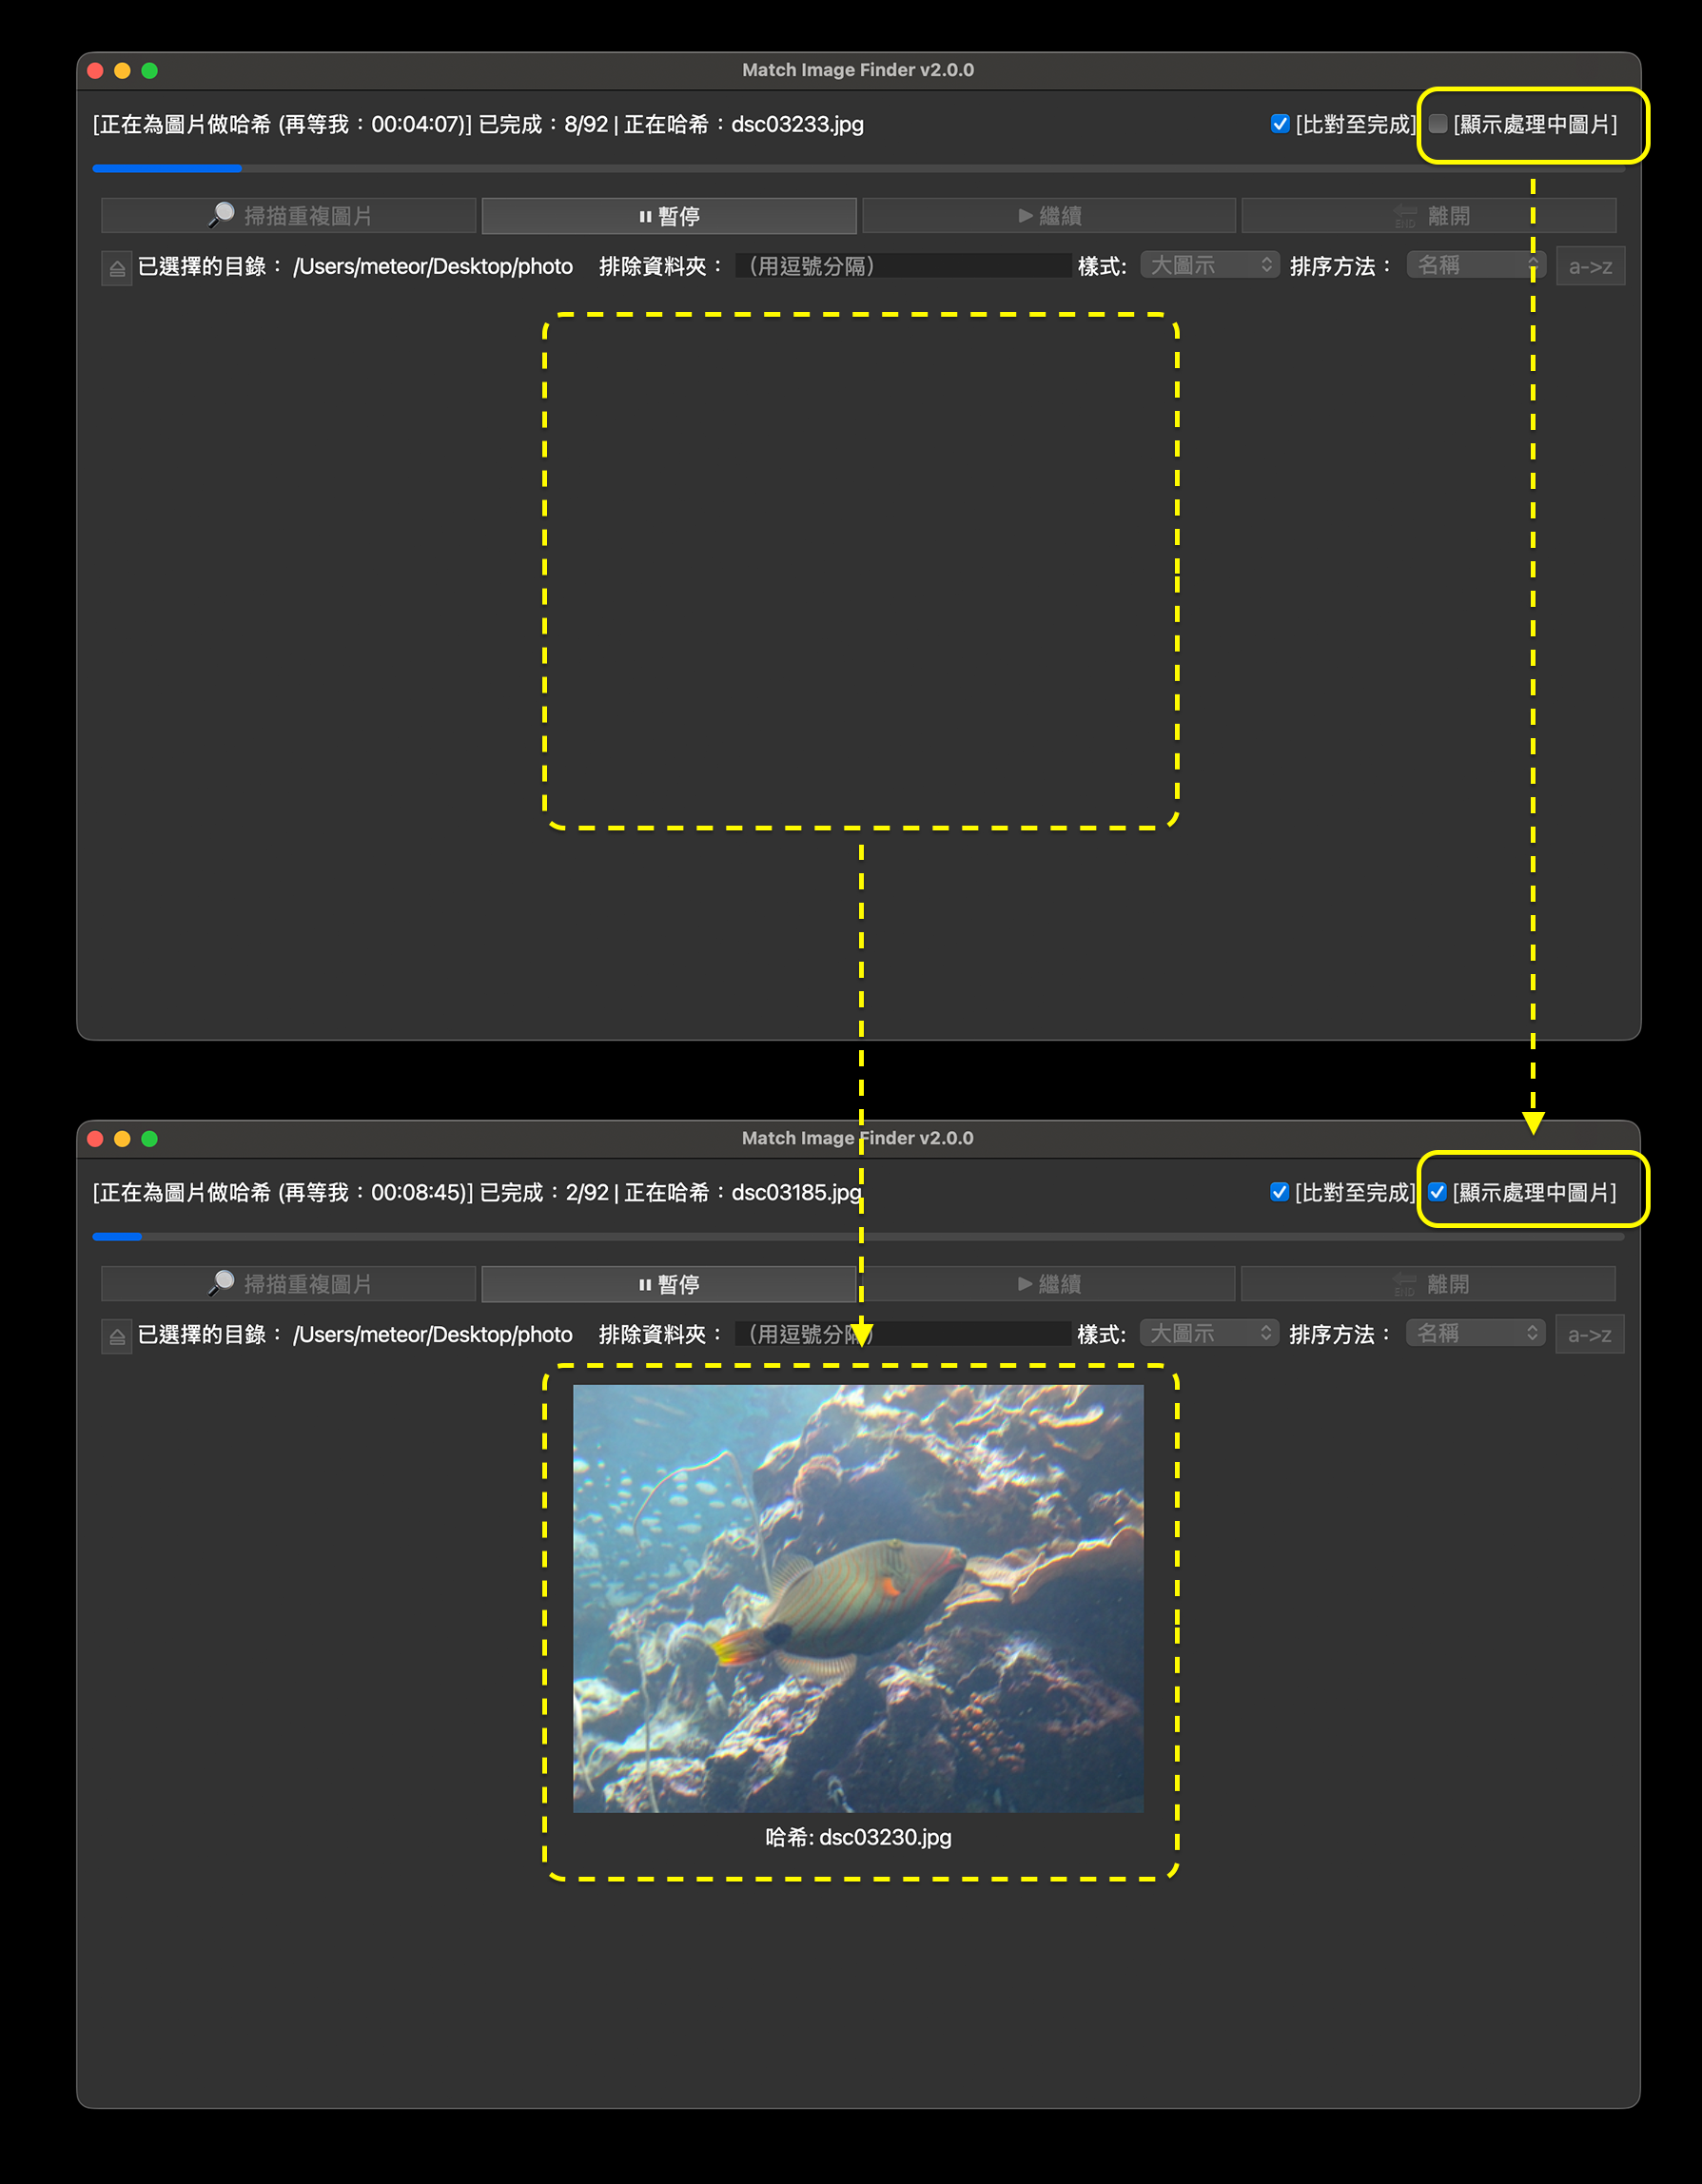 Match Image Finder v2.0.0
[正在為圖片做哈希 (再等我：00:04:07)] 已完成：8/92 | 正在哈希：dsc03233.jpg [比對至完成] [顯示處理中圖片]
掃描重複圖片 暫停 繼續 離開
已選擇的目錄： /Users/meteor/Desktop/photo 排除資料夾： （用逗號分隔） 樣式: 大圖示 排序方法： 名稱 a->z
Match Image Finder v2.0.0
[正在為圖片做哈希 (再等我：00:08:45)] 已完成：2/92 | 正在哈希：dsc03185.jpg [比對至完成] [顯示處理中圖片]
掃描重複圖片 暫停 繼續 END 離開
已選擇的目錄： /Users/meteor/Desktop/photo 排除資料夾： （用逗號分隔） 樣式: 大圖示 排序方法： 名稱 a->z
哈希: dsc03230.jpg